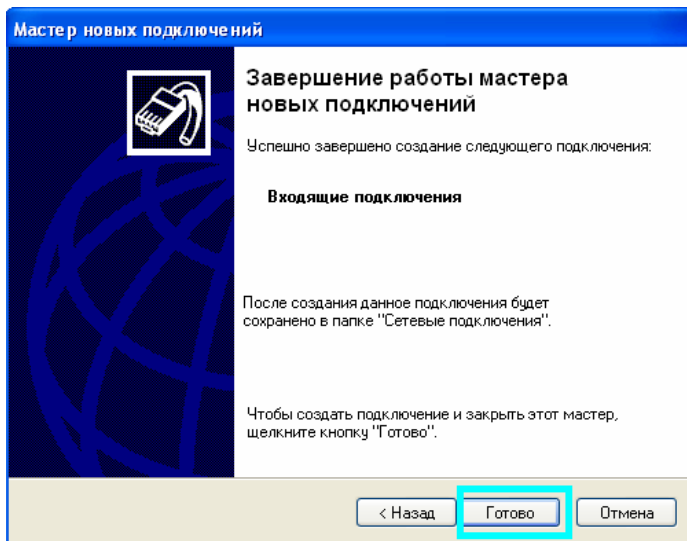 Мастер новых подключений
Завершение работы мастера
новых подключений
Успешно завершено создание следующего подключения:
Входящие подключения
После создания данное подключения будет
сохранено в папке "Сетевые подключения".
Чтобы создать подключение и закрыть этот мастер,
щелкните кнопку "Готово".
< Назад Готово Отмена